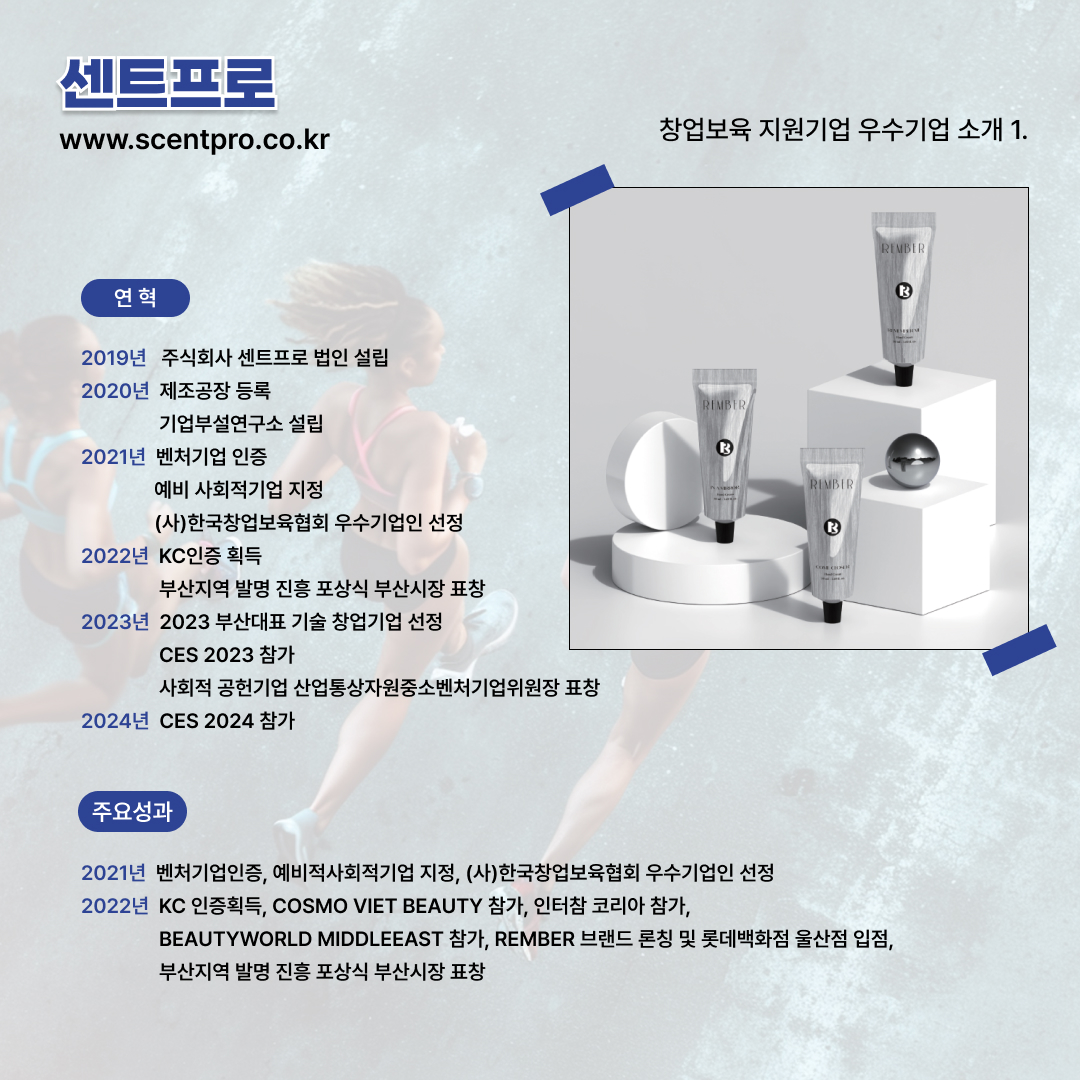 센트프로
www.scentpro.co.kr
창업보육 지원기업 우수기업 소개 1.
REMBER
B
REMBER
B
REMBER
B
연 혁
2019년 주식회사 센트프로 법인 설립
2020년 제조공장 등록
기업부설연구소 설립
2021년 벤처기업 인증
예비 사회적기업 지정
(사)한국창업보육협회 우수기업인 선정
2022년 KC인증 획득
부산지역 발명 진흥 포상식 부산시장 표창
2023년 2023 부산대표 기술 창업기업 선정
CES 2023 참가
사회적 공헌기업 산업통상자원중소벤처기업위원장 표창
2024년 CES 2024 참가
주요성과
2021년 벤처기업인증, 예비적사회적기업 지정, (사)한국창업보육협회 우수기업인 선정
2022년 KC 인증획득, COSMO VIET BEAUTY 참가, 인터참 코리아 참가,
BEAUTYWORLD MIDDLEEAST 참가, REMBER 브랜드 론칭 및 롯데백화점 울산점 입점,
부산지역 발명 진흥 포상식 부산시장 표창